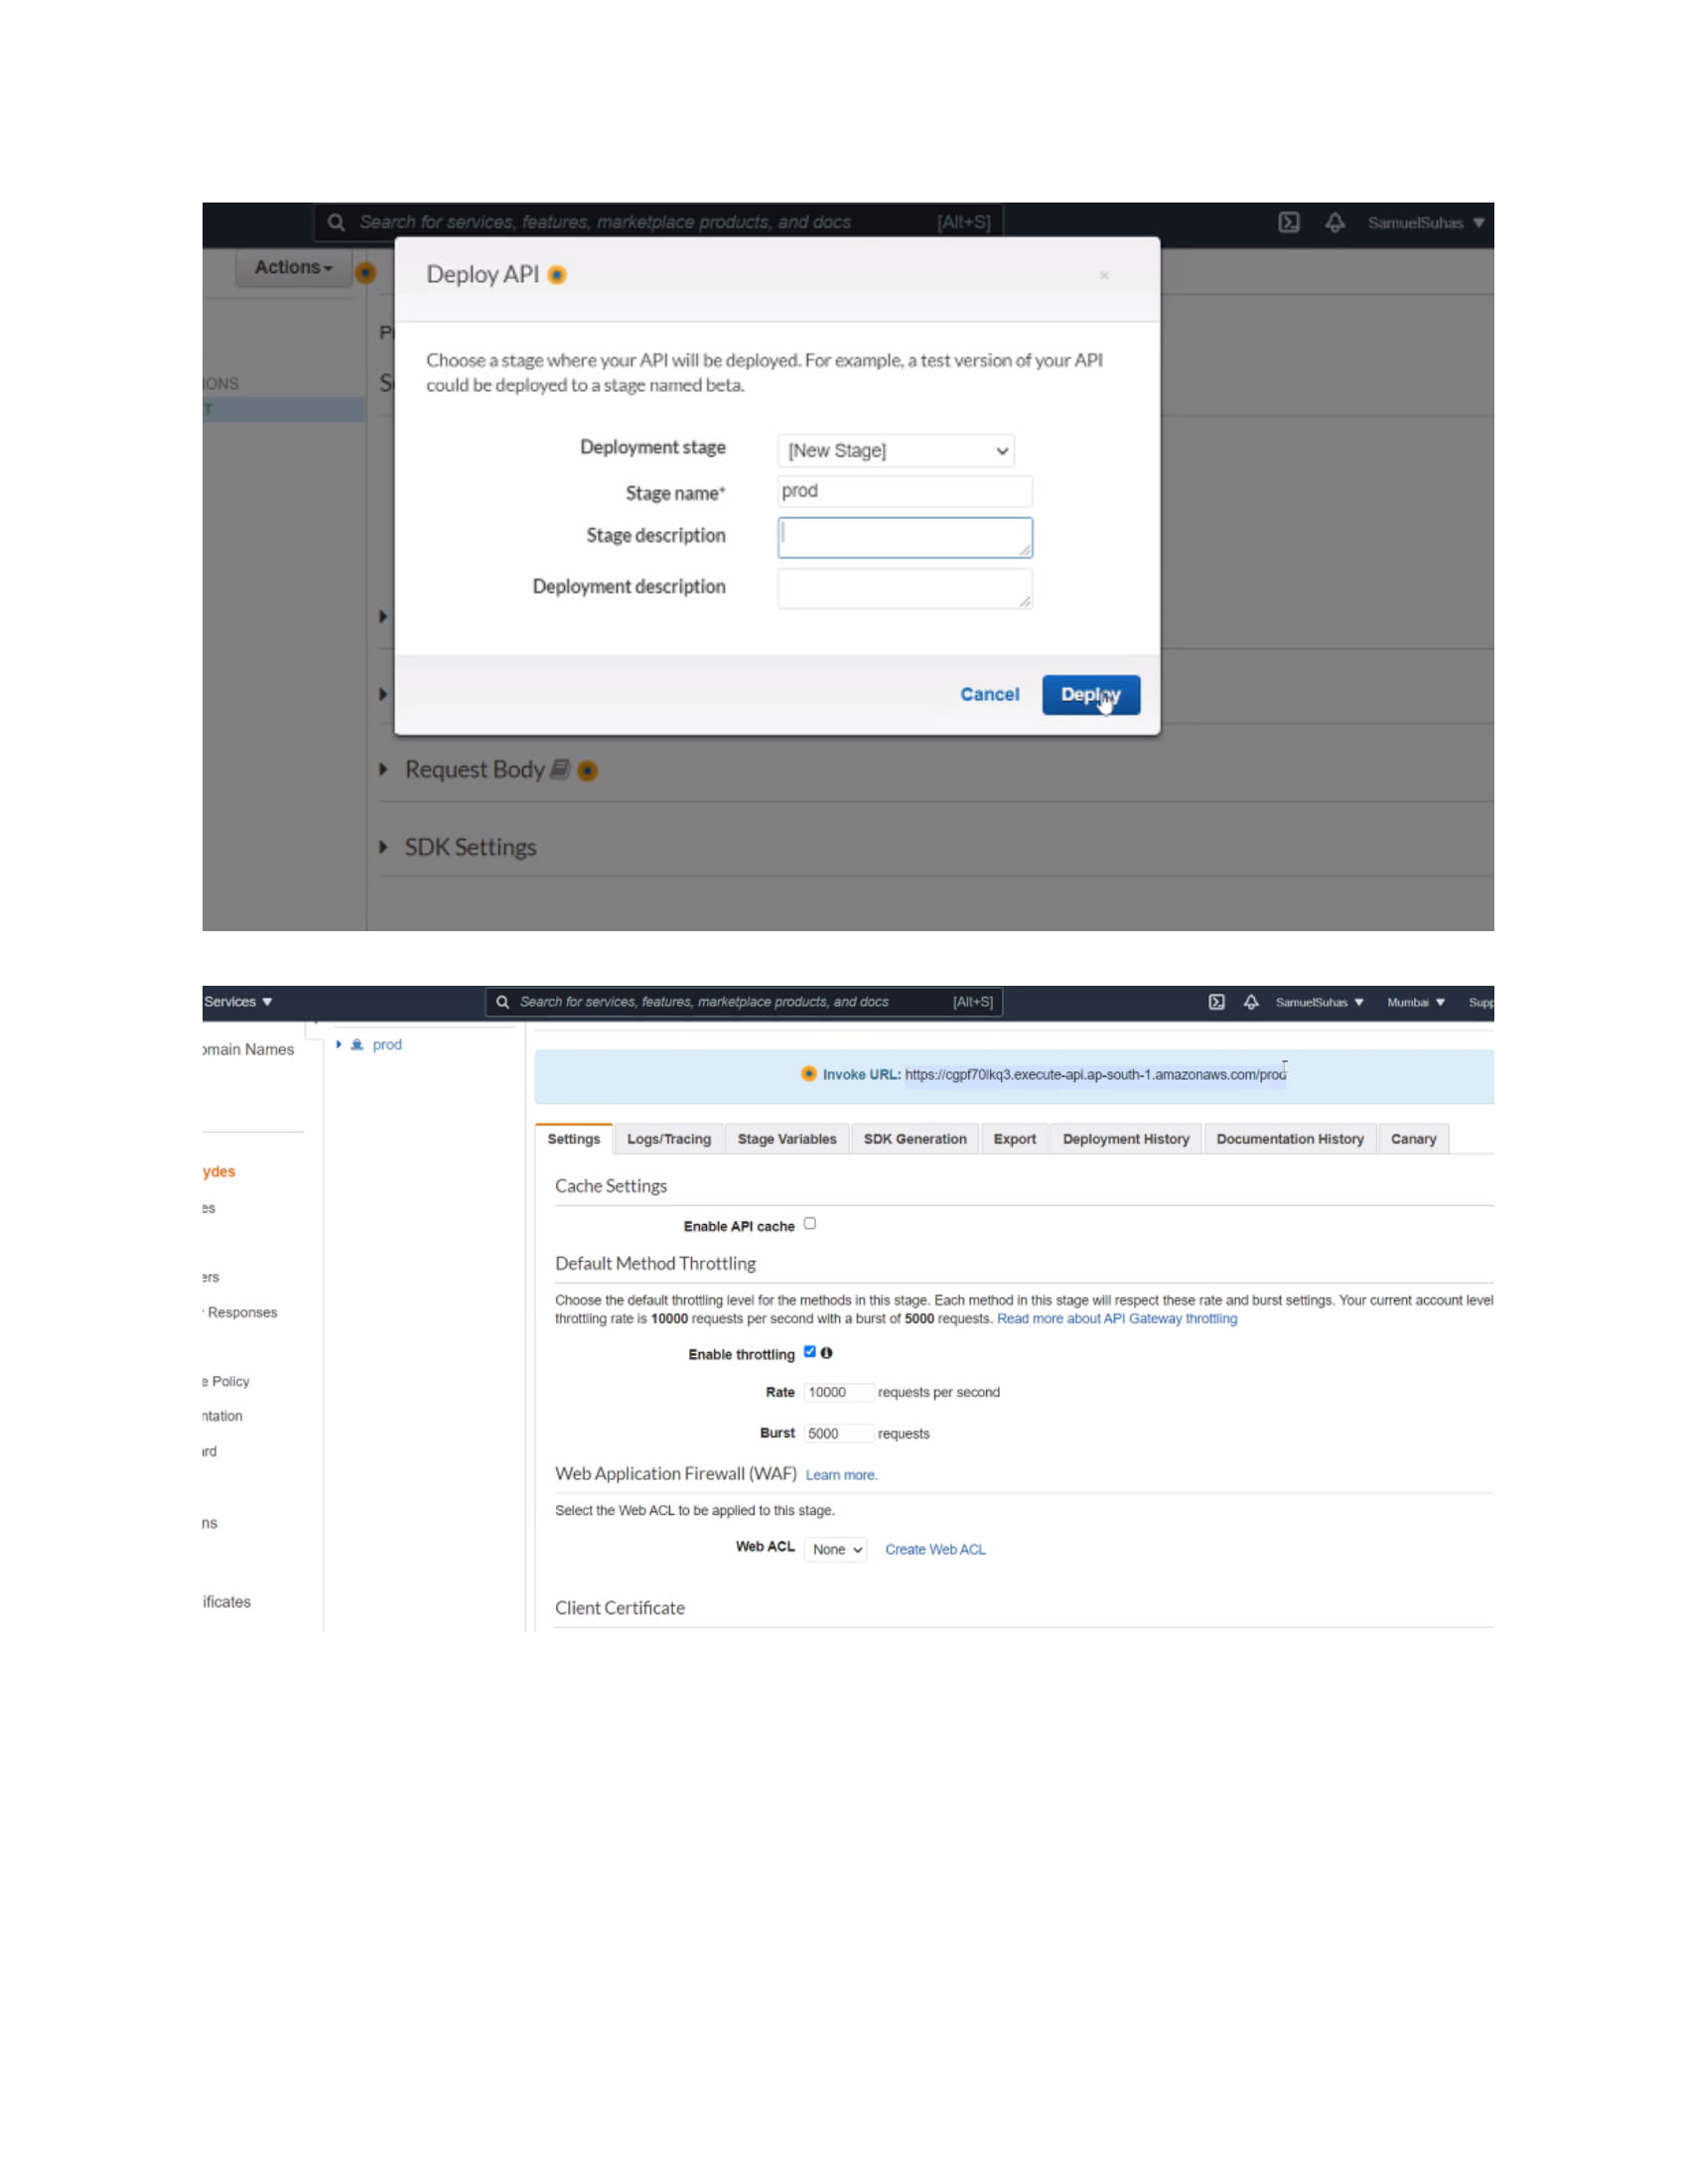 Search for services, features, marketplace products, and docs [Alt+S] SamuelSuhas
Actions
Deploy API
×
Choose a stage where your API will be deployed. For example, a test version of your API
could be deployed to a stage named beta.
IONS
T
Deployment stage [New Stage]
Stage name* prod
Stage description
Deployment description
Cancel Deploy
Request Body
SDK Settings
Services Search for services, features, marketplace products, and docs [Alt+S] SamuelSuhas Mumbai Supp
omain Names
prod
Invoke URL: https://cgpf70lkq3.execute-api.ap-south-1.amazonaws.com/prod
Settings Logs/Tracing Stage Variables SDK Generation Export Deployment History Documentation History Canary
ydes
Cache Settings
es
Enable API cache
Default Method Throttling
ers
Choose the default throttling level for the methods in this stage. Each method in this stage will respect these rate and burst settings. Your current account level
Responses
throttling rate is 10000 requests per second with a burst of 5000 requests. Read more about API Gateway throttling
Enable throttling
e Policy
Rate 10000 requests per second
ntation
Burst 5000 requests
ard
Web Application Firewall (WAF) Learn more.
Select the Web ACL to be applied to this stage.
ns
Web ACL None Create Web ACL
ificates
Client Certificate